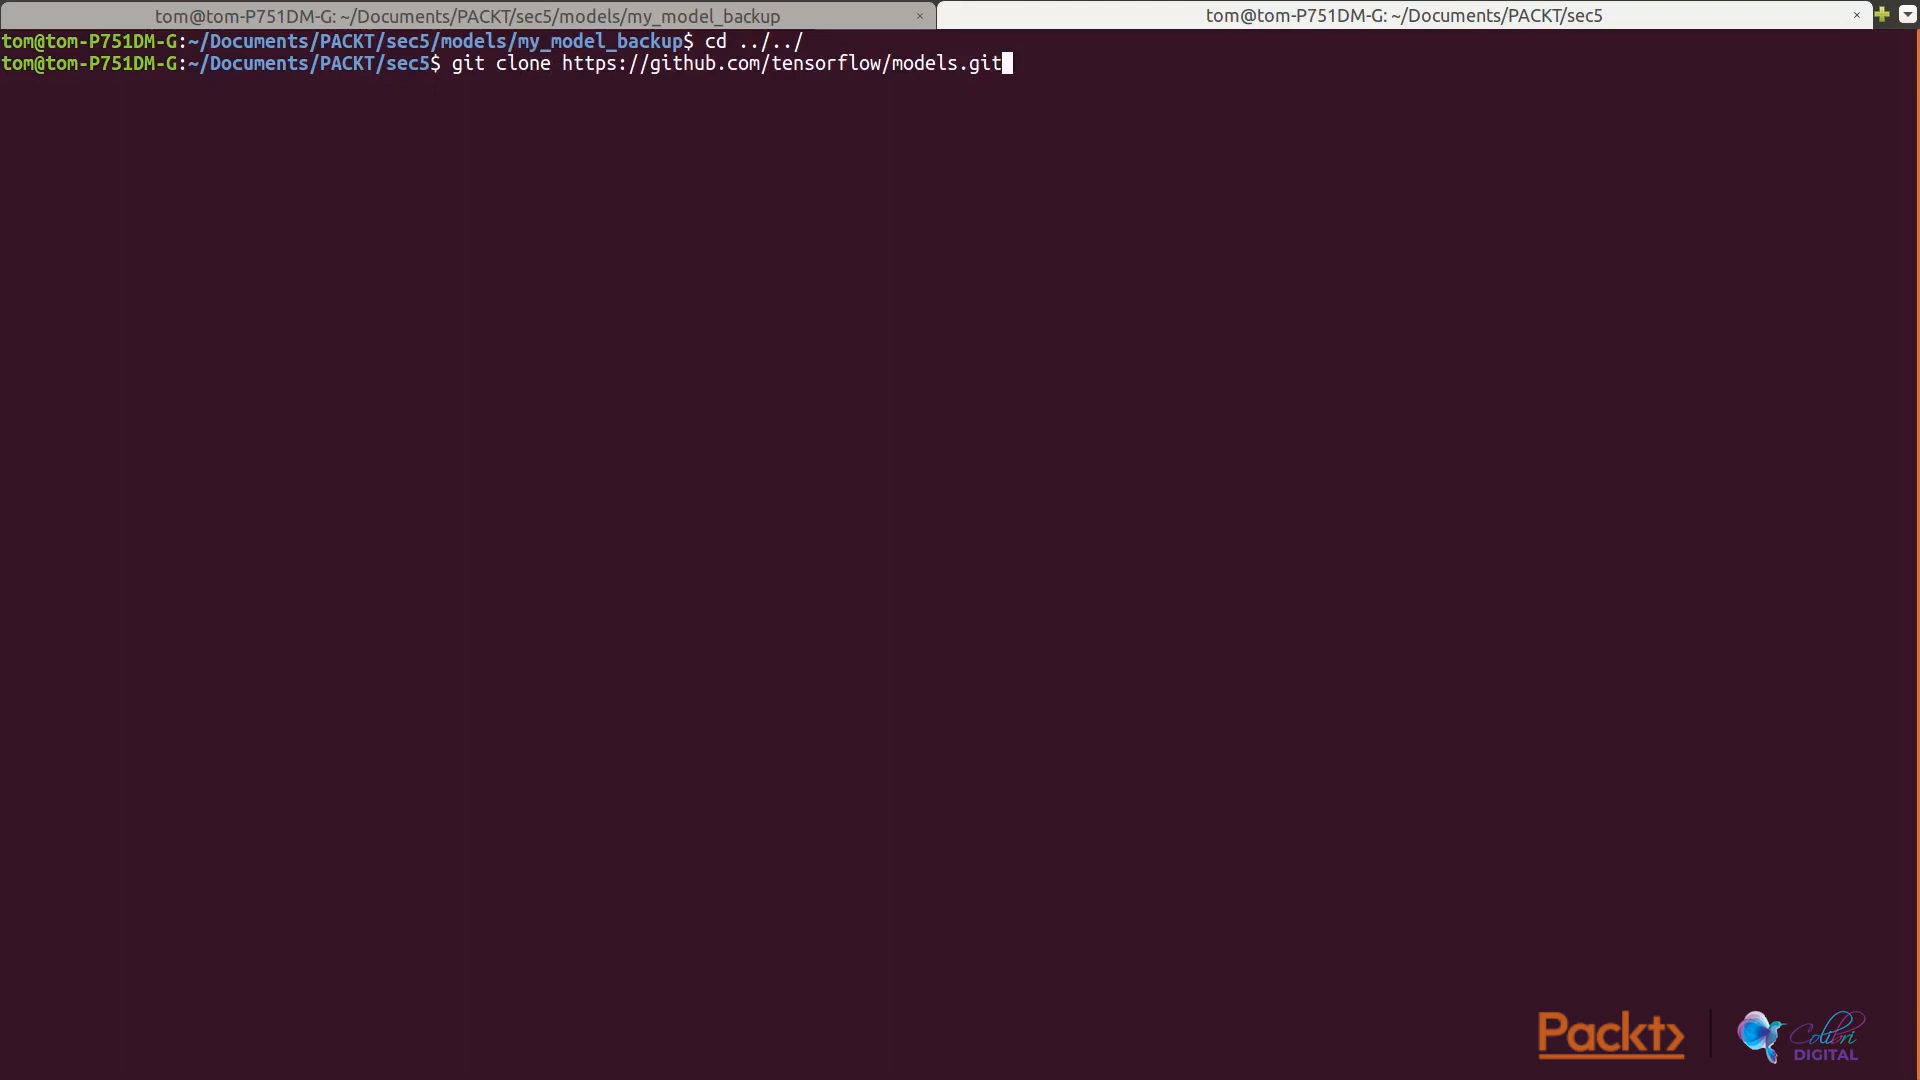 tom@tom-P751DM-G: ~/Documents/PACKT/sec5/models/my_model_backup × tom@tom-P751DM-G: ~/Documents/PACKT/sec5 ×
tom@tom-P751DM-G:~/Documents/PACKT/sec5/models/my_model_backup$ cd ../../
tom@tom-P751DM-G:~/Documents/PACKT/sec5$ git clone https://github.com/tensorflow/models.git
Packt>
Colibri
DIGITAL